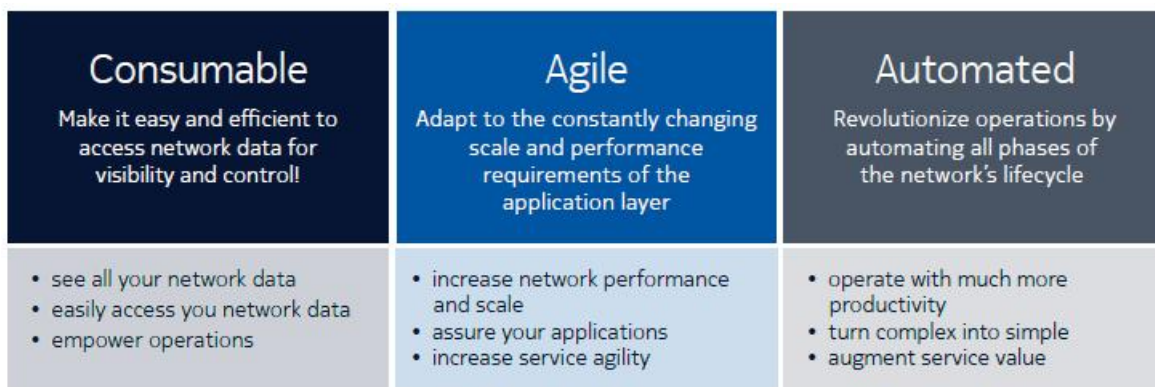 Consumable
Make it easy and efficient to
access network data for
visibility and control!
• see all your network data
• easily access you network data
• empower operations
Agile
Adapt to the constantly changing
scale and performance
requirements of the
application layer
• increase network performance
and scale
• assure your applications
• increase service agility
Automated
Revolutionize operations by
automating all phases of
the network's lifecycle
• operate with much more
productivity
• turn complex into simple
• augment service value